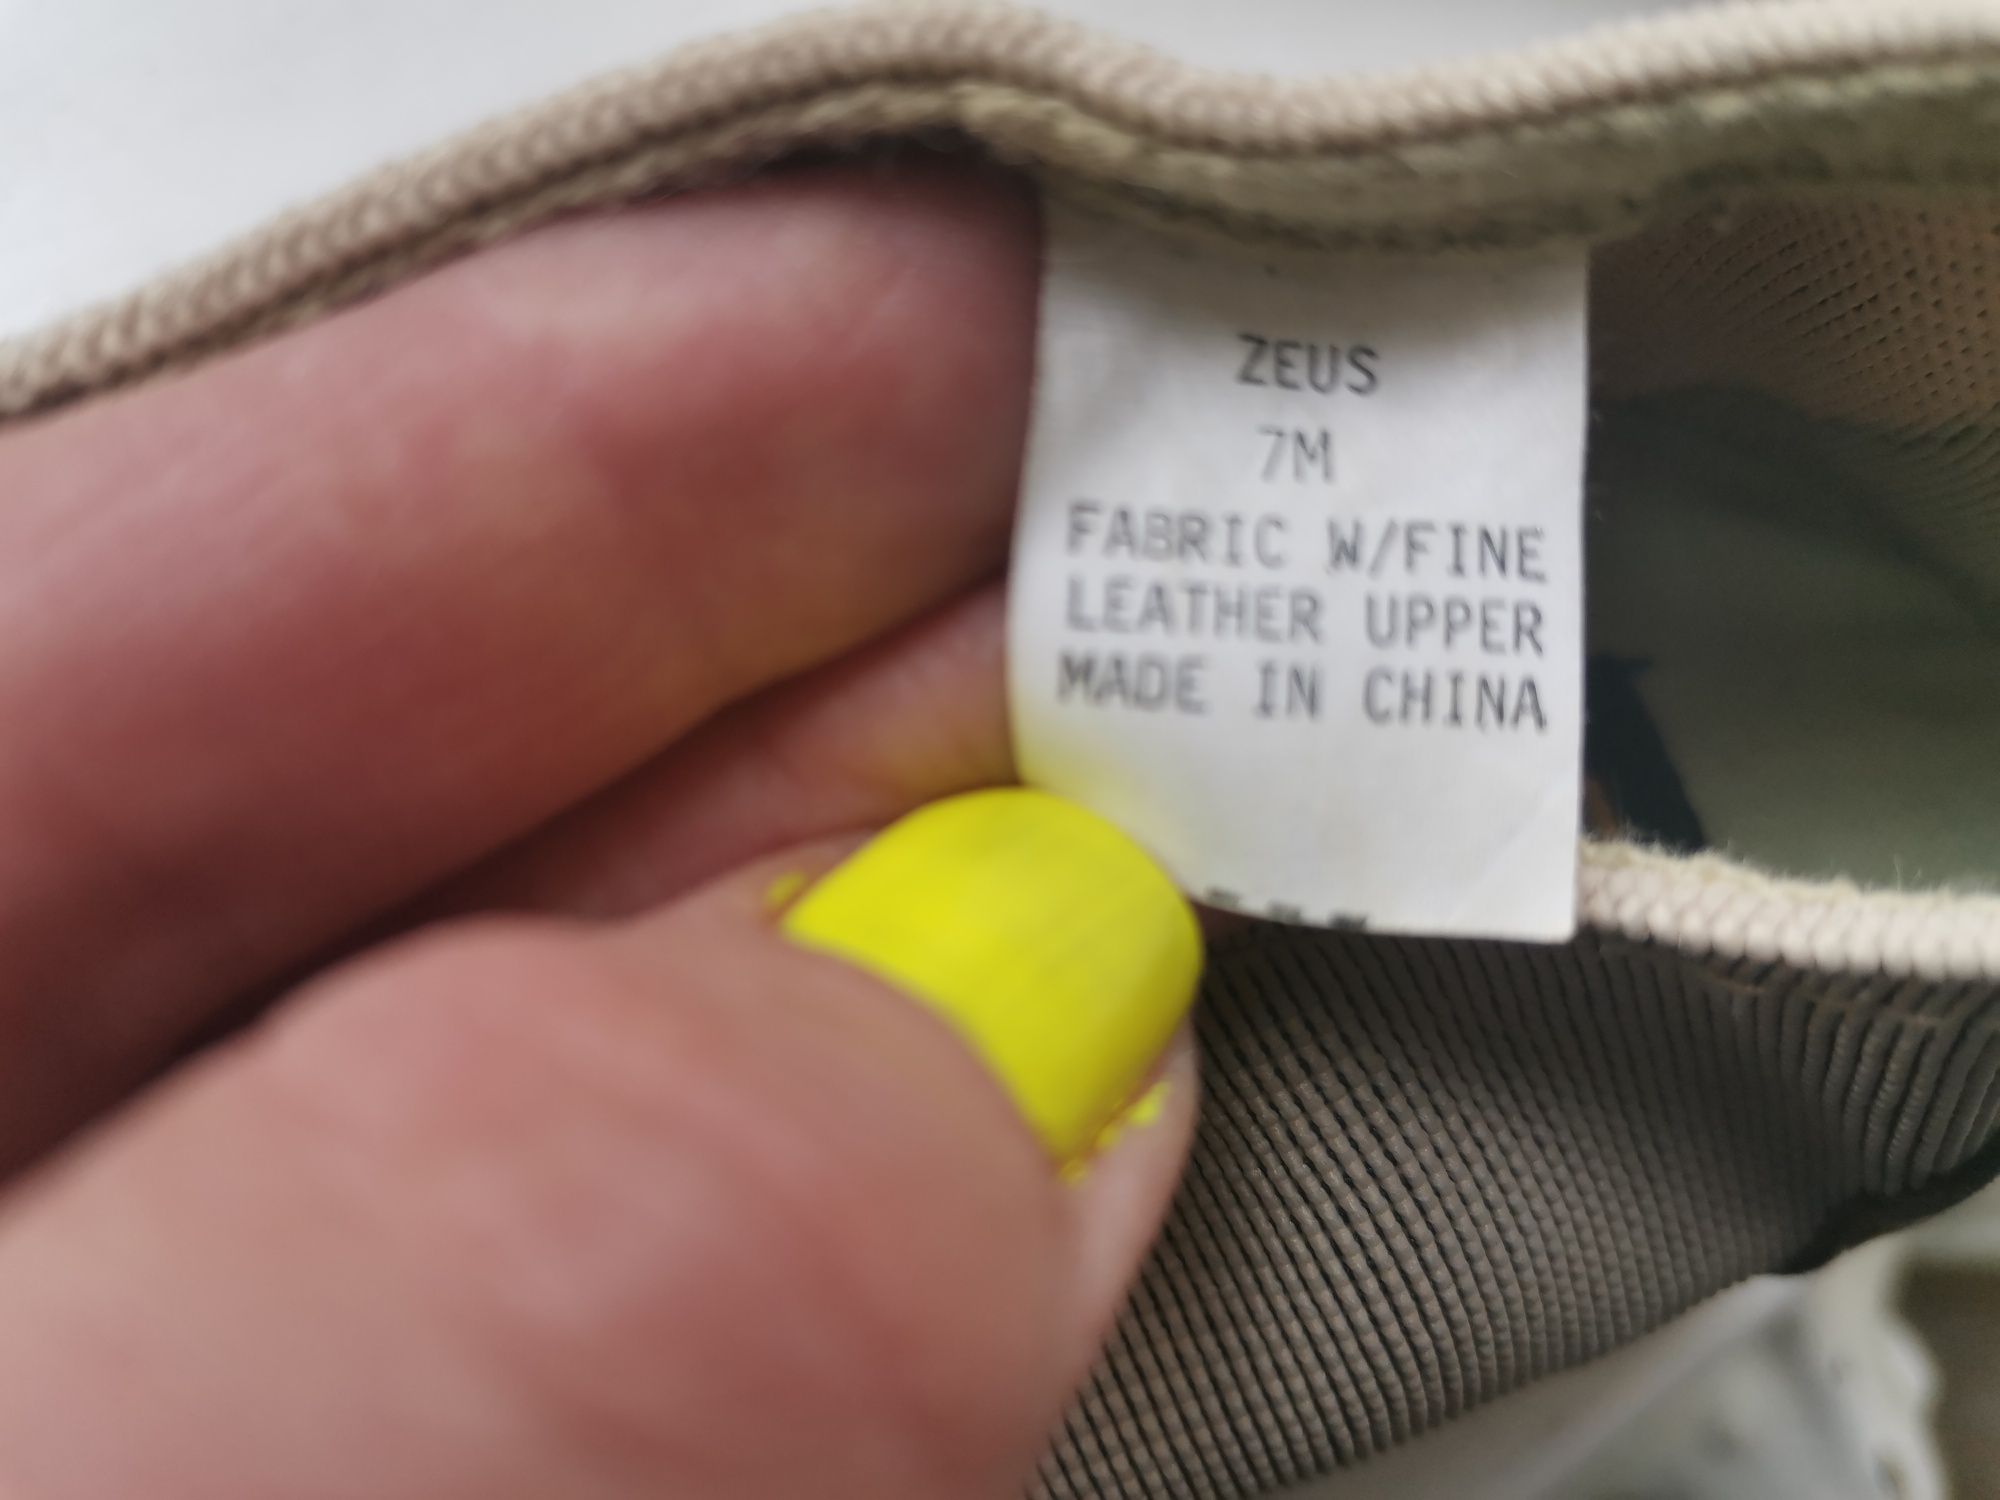 ZEUS
7M
FABRIC W/FINE
LEATHER UPPER
MADE IN CHINA